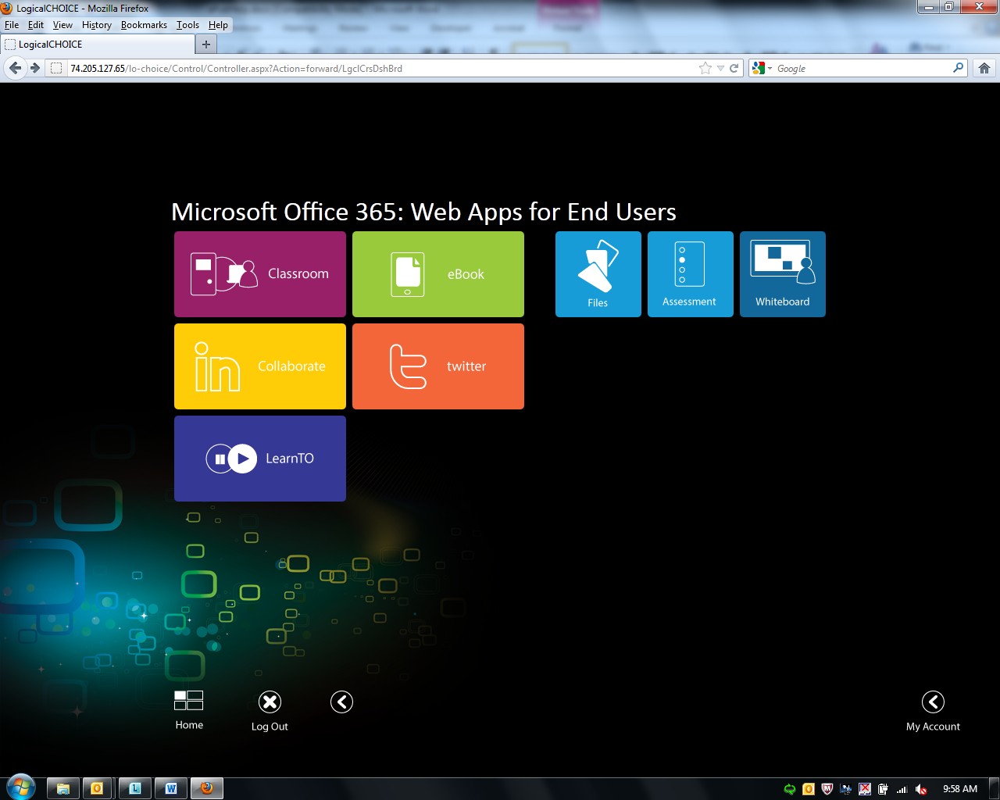 LogicalCHOICE - Mozilla Firefox
File Edit View History Bookmarks Tools Help
LogicalCHOICE
74.205.127.65/lo-choice/Control/Controller.aspx?Action=forward/LgclCrsDshBrd
Google
Microsoft Office 365: Web Apps for End Users
Classroom
eBook
Files
Assessment
Whiteboard
in Collaborate
t twitter
LearnTO
Home
Log Out
My Account
9:58 AM